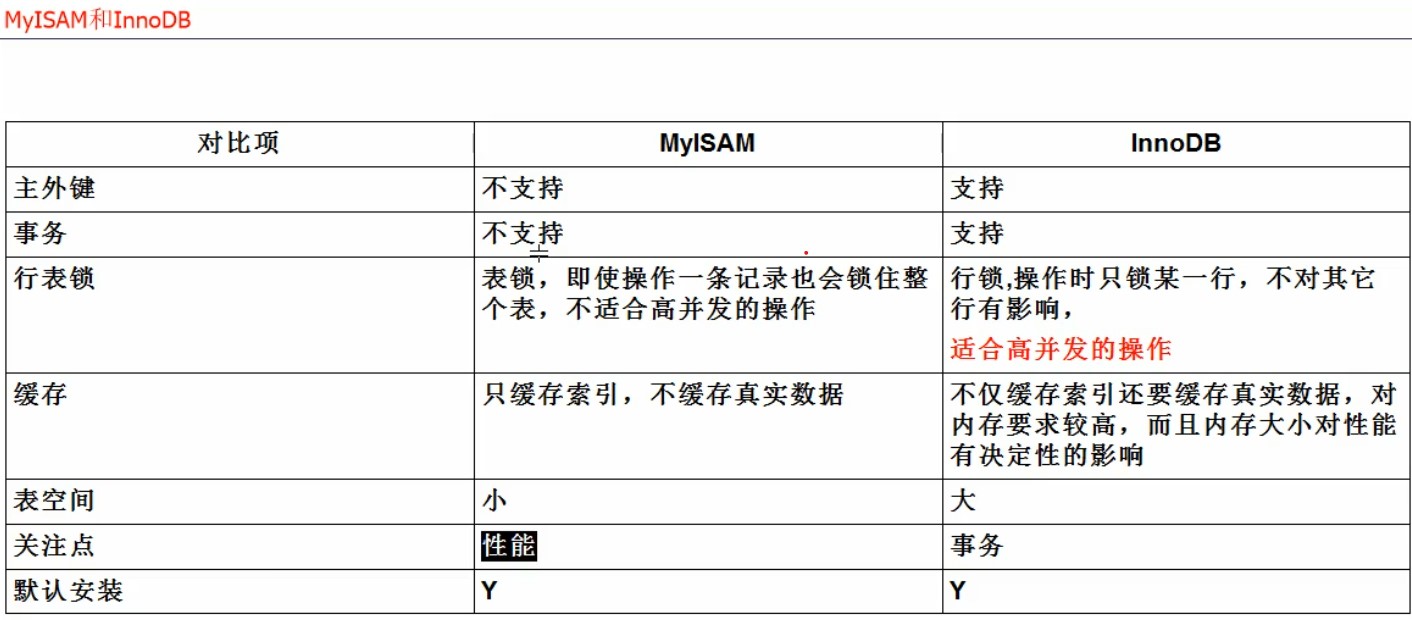 MyISAM和InnoDB
对比项 MyISAM InnoDB
主外键 不支持 支持
事务 不支持 支持
行表锁 表锁，即使操作一条记录也会锁住整 行锁,操作时只锁某一行，不对其它
个表，不适合高并发的操作 行有影响，
适合高并发的操作
缓存 只缓存索引，不缓存真实数据 不仅缓存索引还要缓存真实数据，对
内存要求较高，而且内存大小对性能
有决定性的影响
表空间 小 大
关注点 性能 事务
默认安装 Y Y